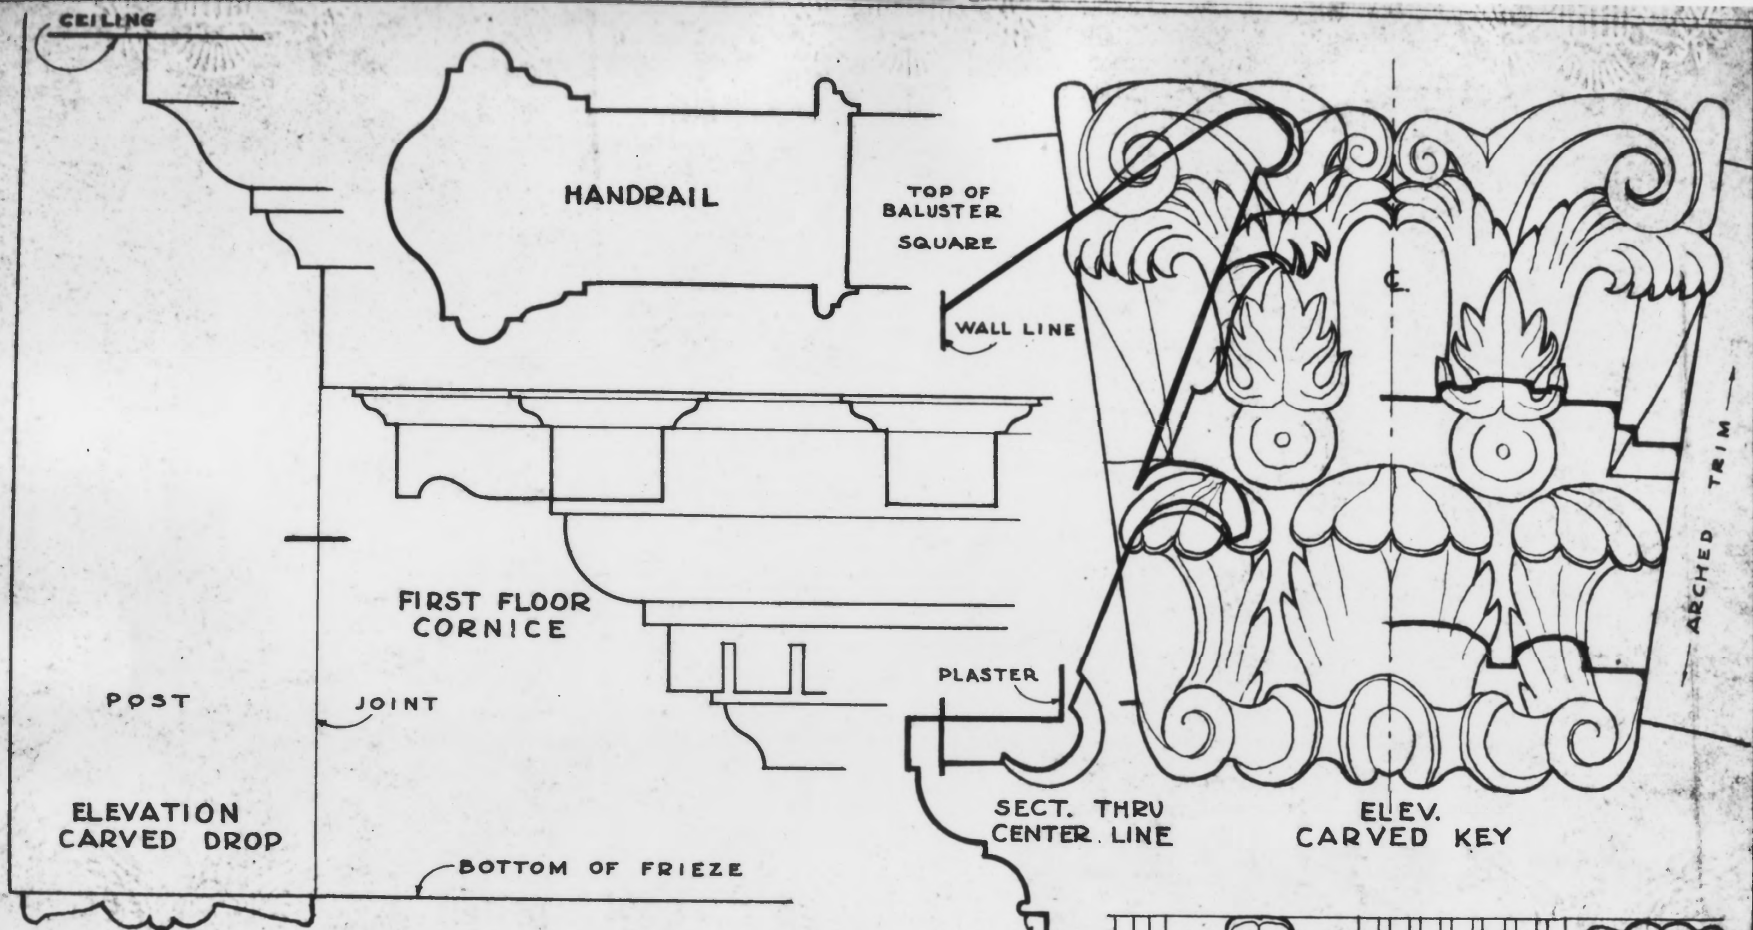 CEILING
HANDRAIL
TOP OF
BALUSTER
SQUARE
WALL LINE
℄.
ARCHED TRIM
FIRST FLOOR
CORNICE
PLASTER
POST
JOINT
ELEVATION
CARVED DROP
SECT. THRU
CENTER LINE
ELEV.
CARVED KEY
BOTTOM OF FRIEZE